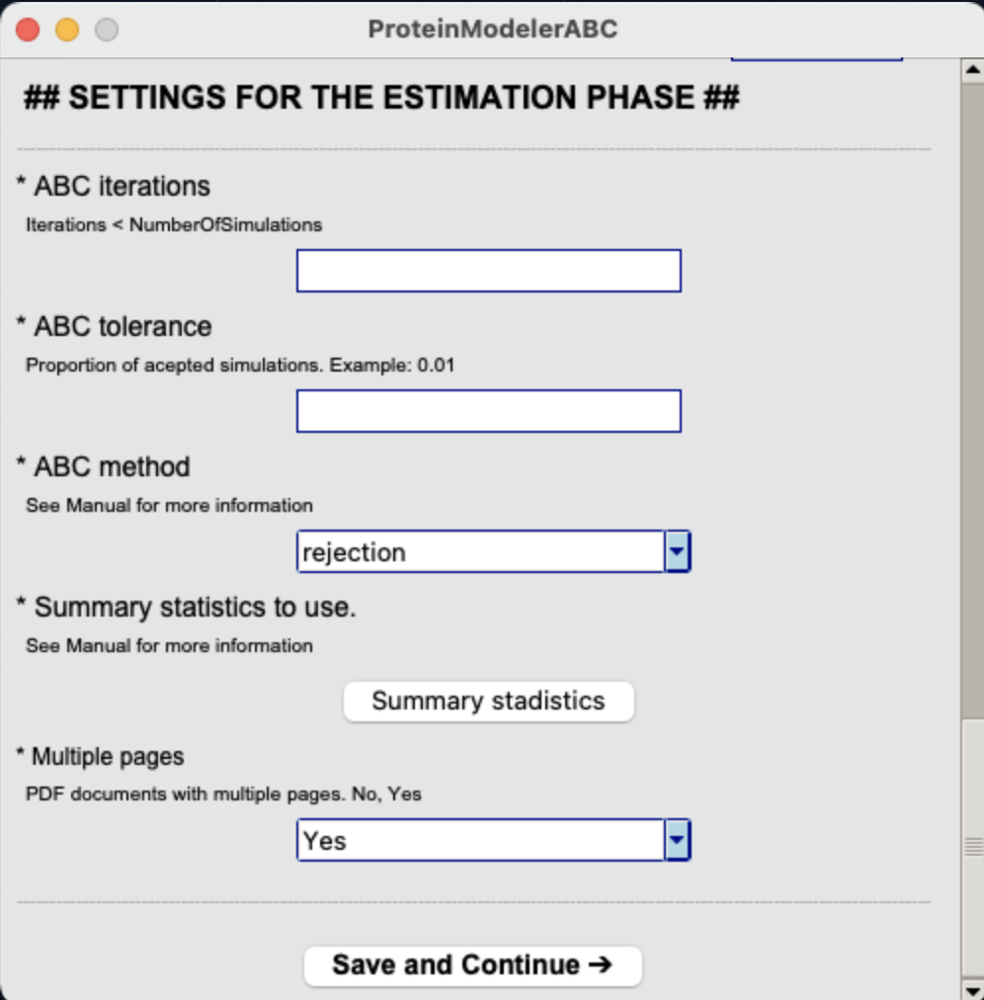 ProteinModelerABC
## SETTINGS FOR THE ESTIMATION PHASE ##
* ABC iterations
Iterations < NumberOfSimulations
* ABC tolerance
Proportion of acepted simulations. Example: 0.01
* ABC method
See Manual for more information
rejection
* Summary statistics to use.
See Manual for more information
Summary stadistics
* Multiple pages
PDF documents with multiple pages. No, Yes
Yes
Save and Continue ➔